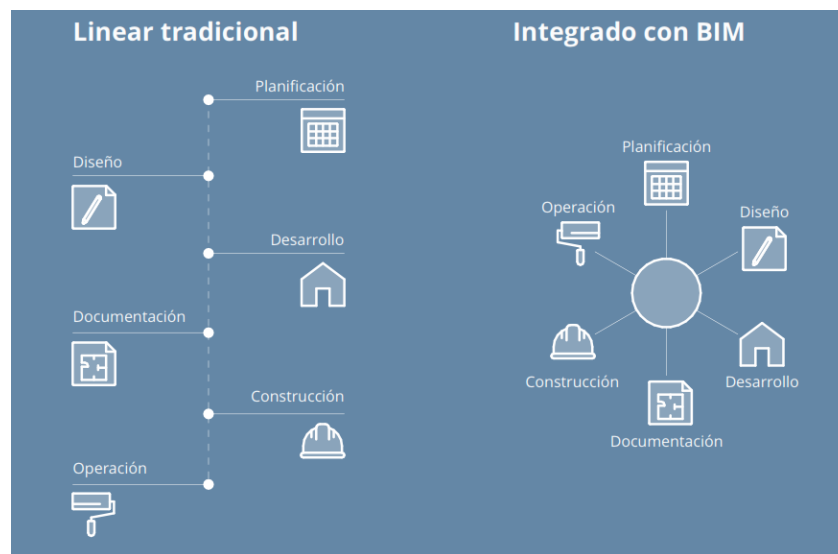 Linear tradicional
Planificación
Diseño
Desarrollo
Documentación
Construcción
Operación
Integrado con BIM
Planificación
Operación
Diseño
Construcción
Desarrollo
Documentación